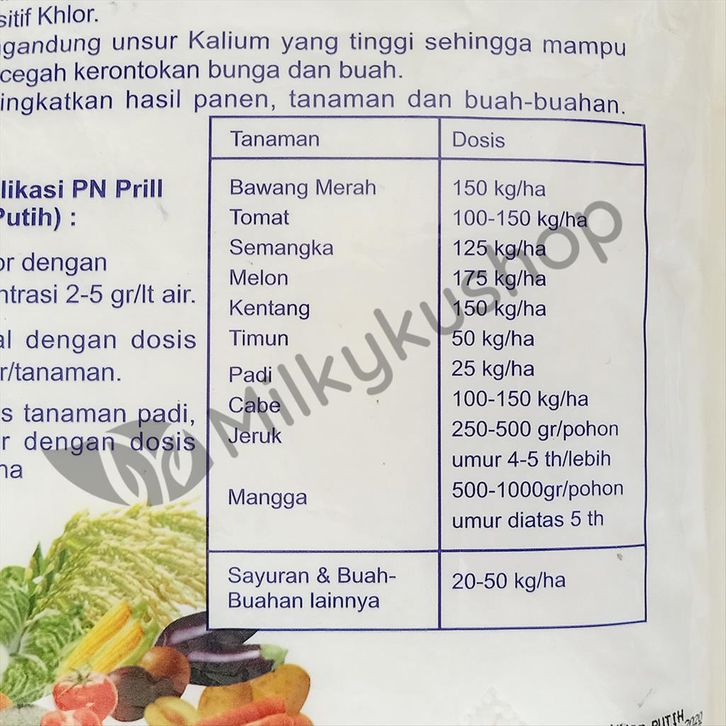 sitif Khlor.
gandung unsur Kalium yang tinggi sehingga mampu
cegah kerontokan bunga dan buah.
ingkatkan hasil panen, tanaman dan buah-buahan.
likasi PN Prill
Putih) :
or dengan
ntrasi 2-5 gr/lt air.
al dengan dosis
r/tanaman.
s tanaman padi,
r dengan dosis
ha
Tanaman Dosis
Bawang Merah 150 kg/ha
Tomat 100-150 kg/ha
Semangka 125 kg/ha
Melon 175 kg/ha
Kentang 150 kg/ha
Timun 50 kg/ha
Padi 25 kg/ha
Cabe 100-150 kg/ha
Jeruk 250-500 gr/pohon
umur 4-5 th/lebih
Mangga 500-1000gr/pohon
umur diatas 5 th
Sayuran & Buah- 20-50 kg/ha
Buahan lainnya
Milkykushop
PUTIH